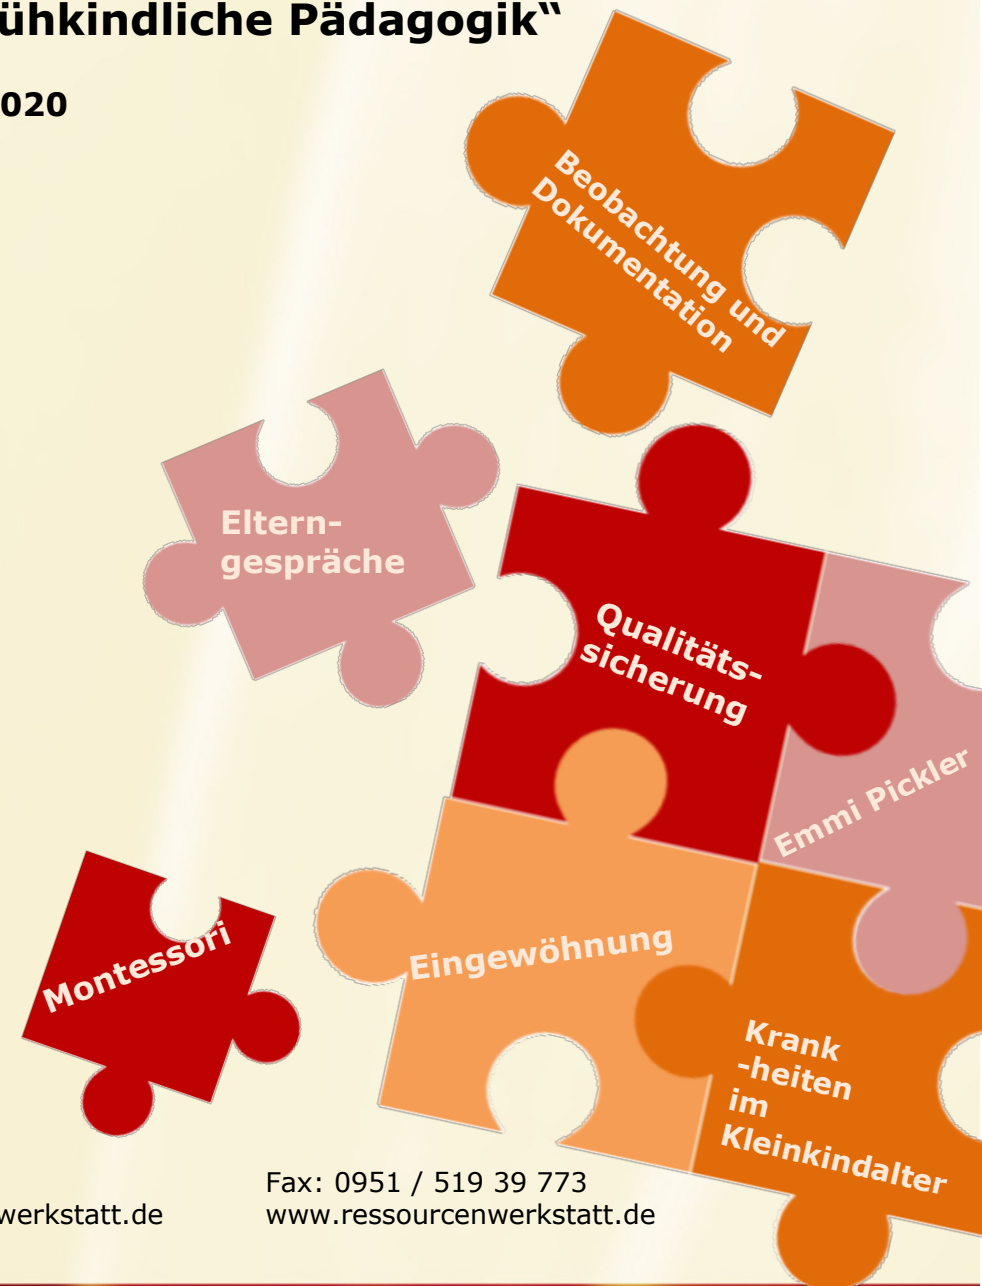 ühkindliche Pädagogik“
020
Beobachtung und
Dokumentation
Eltern-
gespräche
Qualitäts-
sicherung
Emmi Pickler
Montessori
Eingewöhnung
Krank
-heiten
im
Kleinkindalter
Fax: 0951 / 519 39 773
werkstatt.de
www.ressourcenwerkstatt.de